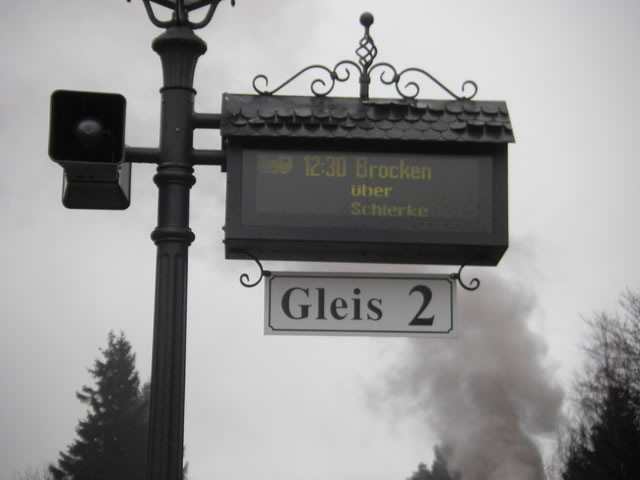 12:30 Brocken
über
Schierke
Gleis 2